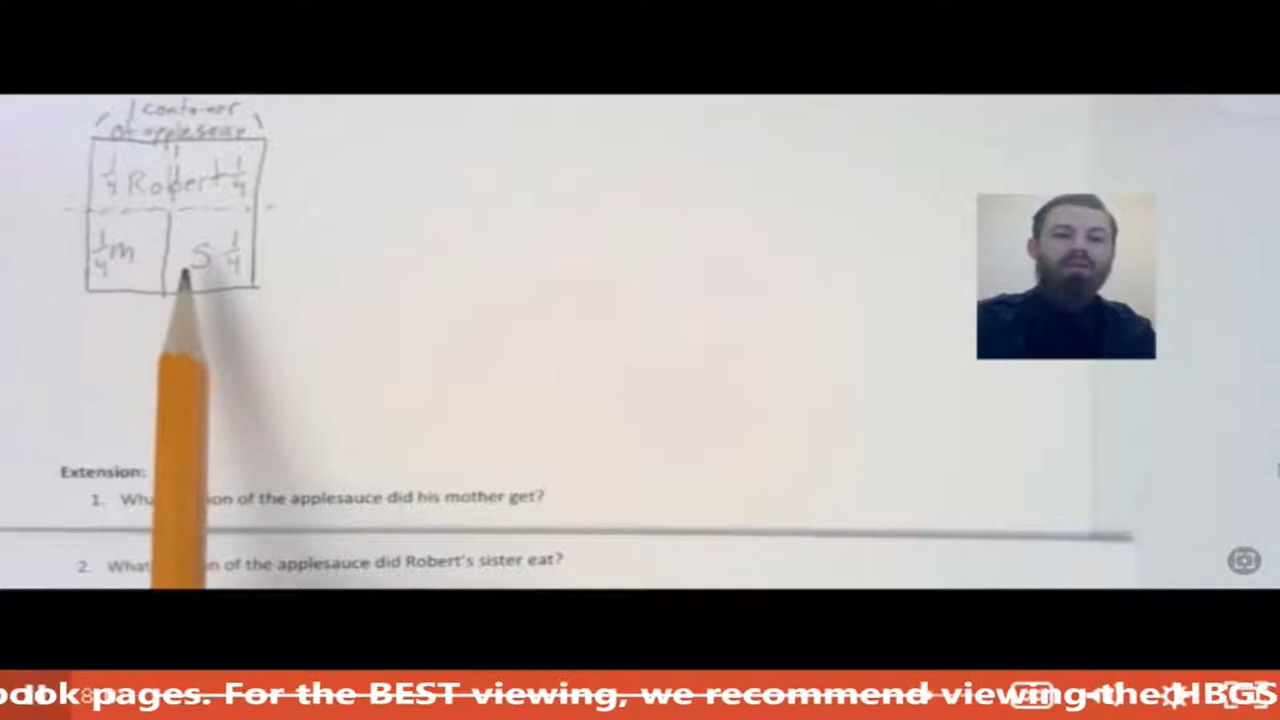 1 container
of applesauce
1/4 Robert 1/4
1/4 m S 1/4
Extension:
1. Wha ion of the applesauce did his mother get?
2. What n of the applesauce did Robert's sister eat?
ook pages. For the BEST viewing, we recommend viewing the HBGS